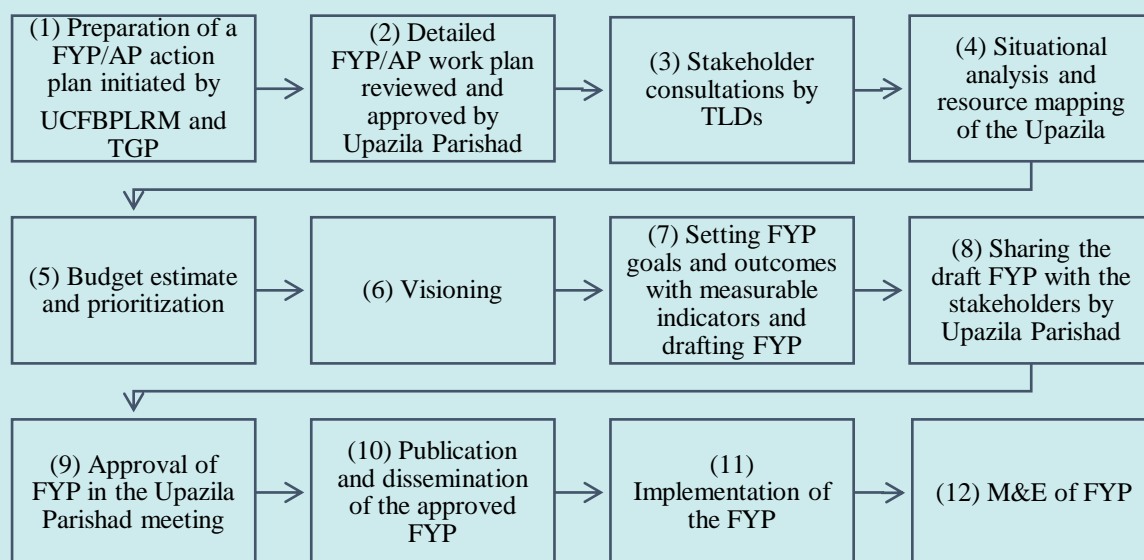 (1) Preparation of a
FYP/AP action
plan initiated by
UCFBPLRM and
TGP
(2) Detailed
FYP/AP work plan
reviewed and
approved by
Upazila Parishad
(3) Stakeholder
consultations by
TLDs
(4) Situational
analysis and
resource mapping
of the Upazila
(5) Budget estimate
and prioritization
(6) Visioning
(7) Setting FYP
goals and outcomes
with measurable
indicators and
drafting FYP
(8) Sharing the
draft FYP with the
stakeholders by
Upazila Parishad
(9) Approval of
FYP in the Upazila
Parishad meeting
(10) Publication
and dissemination
of the approved
FYP
(11)
Implementation of
the FYP
(12) M&E of FYP